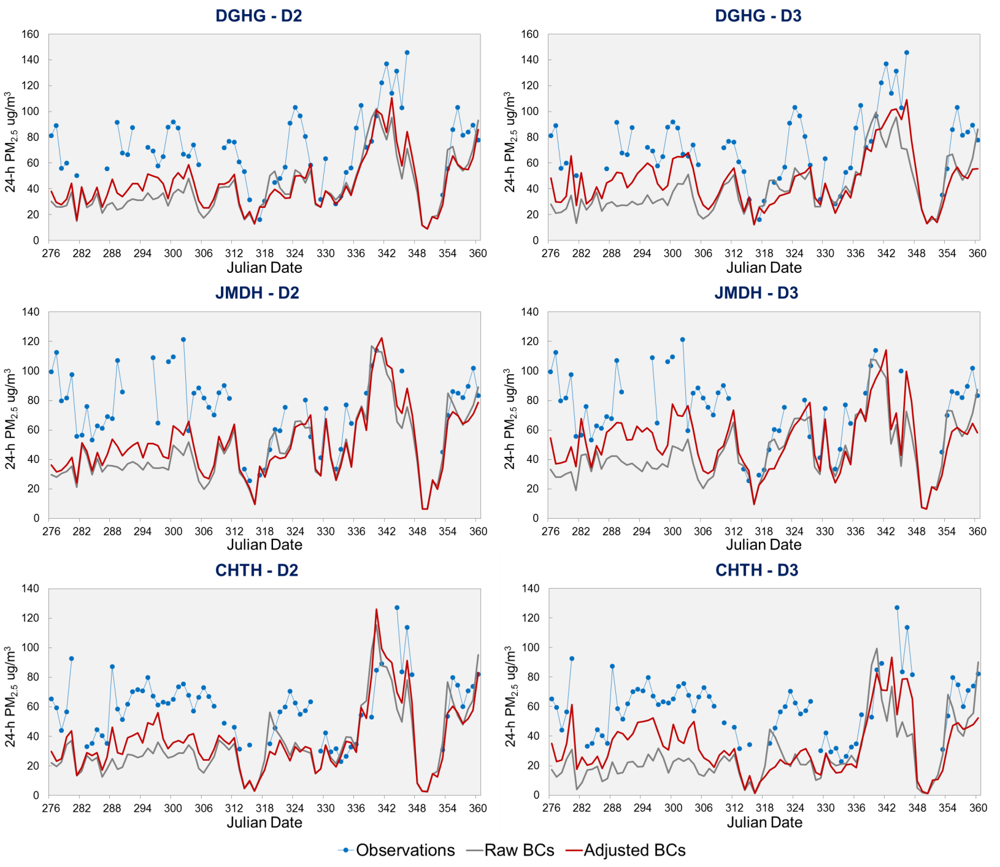 DGHG - D2
24-h PM2.5 ug/m3
160
140
120
100
80
60
40
20
0
276 282 288 294 300 306 312 318 324 330 336 342 348 354 360
Julian Date
DGHG - D3
24-h PM2.5 ug/m3
160
140
120
100
80
60
40
20
0
276 282 288 294 300 306 312 318 324 330 336 342 348 354 360
Julian Date
JMDH - D2
24-h PM2.5 ug/m3
140
120
100
80
60
40
20
0
276 282 288 294 300 306 312 318 324 330 336 342 348 354 360
Julian Date
JMDH - D3
24-h PM2.5 ug/m3
140
120
100
80
60
40
20
0
276 282 288 294 300 306 312 318 324 330 336 342 348 354 360
Julian Date
CHTH - D2
24-h PM2.5 ug/m3
140
120
100
80
60
40
20
0
276 282 288 294 300 306 312 318 324 330 336 342 348 354 360
Julian Date
CHTH - D3
24-h PM2.5 ug/m3
140
120
100
80
60
40
20
0
276 282 288 294 300 306 312 318 324 330 336 342 348 354 360
Julian Date
Observations Raw BCs Adjusted BCs